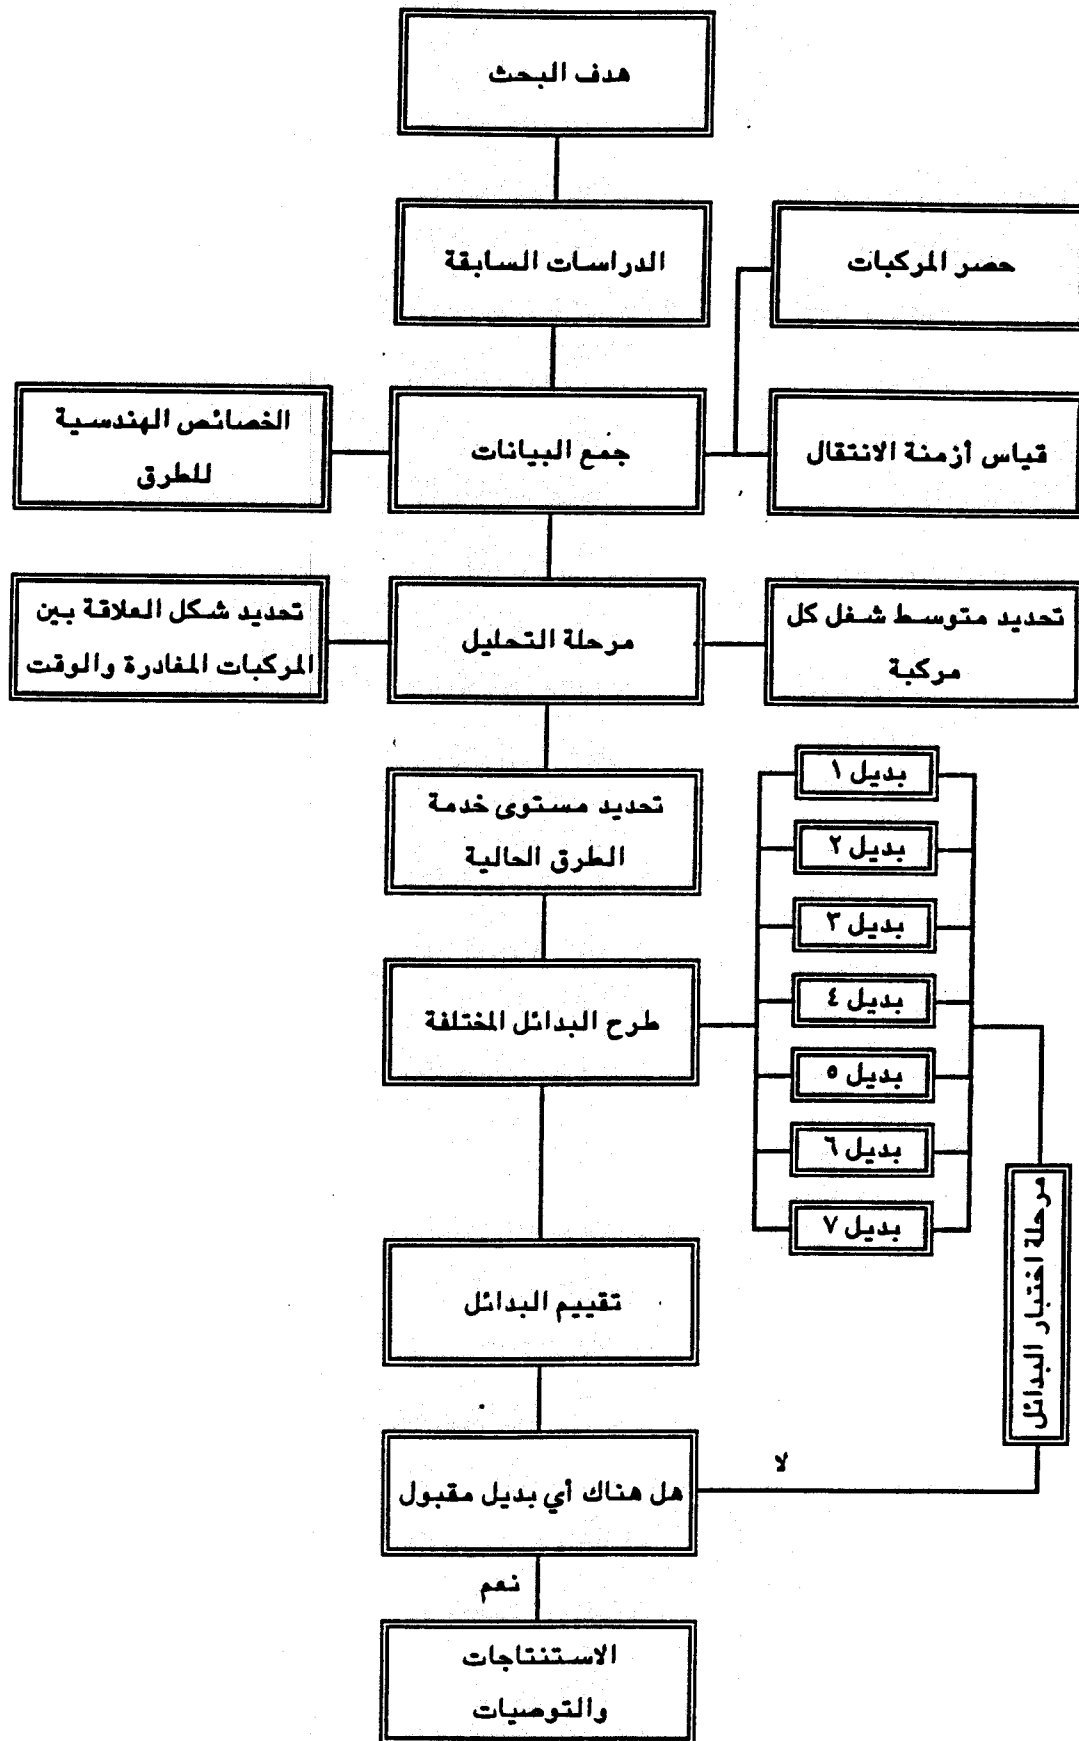 هدف البحث
الدراسات السابقة
حصر المركبات
جمع البيانات
قياس أزمنة الانتقال
الخصائص الهندسية
للطرق
مرحلة التحليل
تحديد متوسط شغل كل
مركبة
تحديد شكل العلاقة بين
المركبات المغادرة والوقت
تحديد مستوى خدمة
الطرق الحالية
طرح البدائل المختلفة
بديل ١
بديل ٢
بديل ٣
بديل ٤
بديل ٥
بديل ٦
بديل ٧
مرحلة اختبار البدائل
تقييم البدائل
هل هناك أي بديل مقبول
لا
نعم
الاستنتاجات
والتوصيات